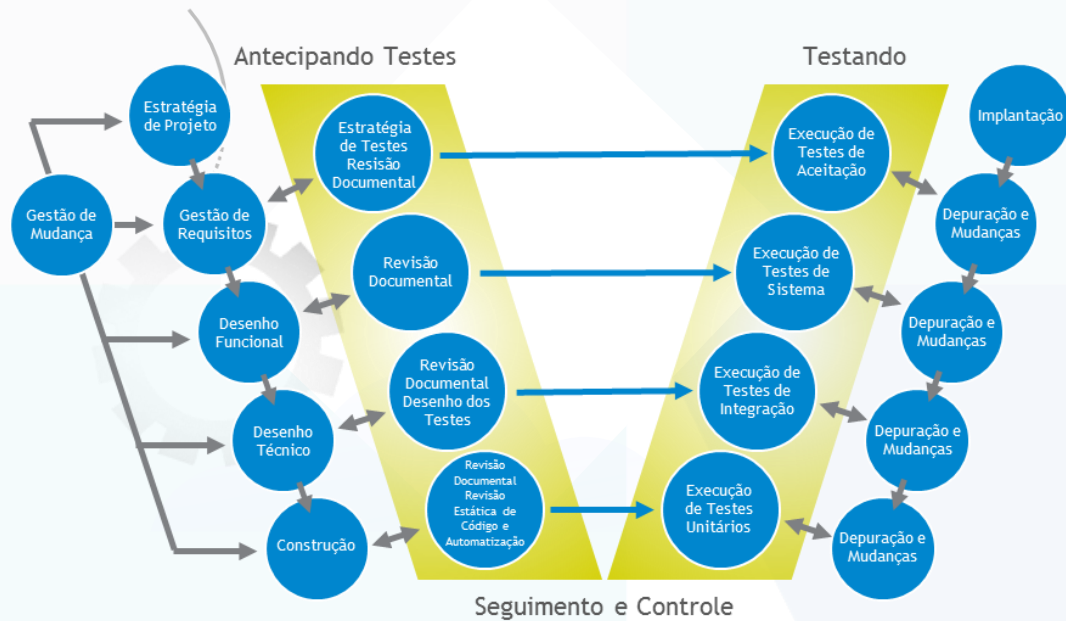 Antecipando Testes
Testando
Estratégia
de Projeto
Estratégia
de Testes
Resisão
Documental
Execução de
Testes de
Aceitação
Implantação
Gestão de
Mudança
Gestão de
Requisitos
Depuração e
Mudanças
Revisão
Documental
Execução de
Testes de
Sistema
Desenho
Funcional
Depuração e
Mudanças
Revisão
Documental
Desenho dos
Testes
Execução de
Testes de
Integração
Desenho
Técnico
Depuração e
Mudanças
Revisão
Documental
Revisão
Estática de
Código e
Automatização
Execução
de Testes
Unitários
Construção
Depuração e
Mudanças
Seguimento e Controle